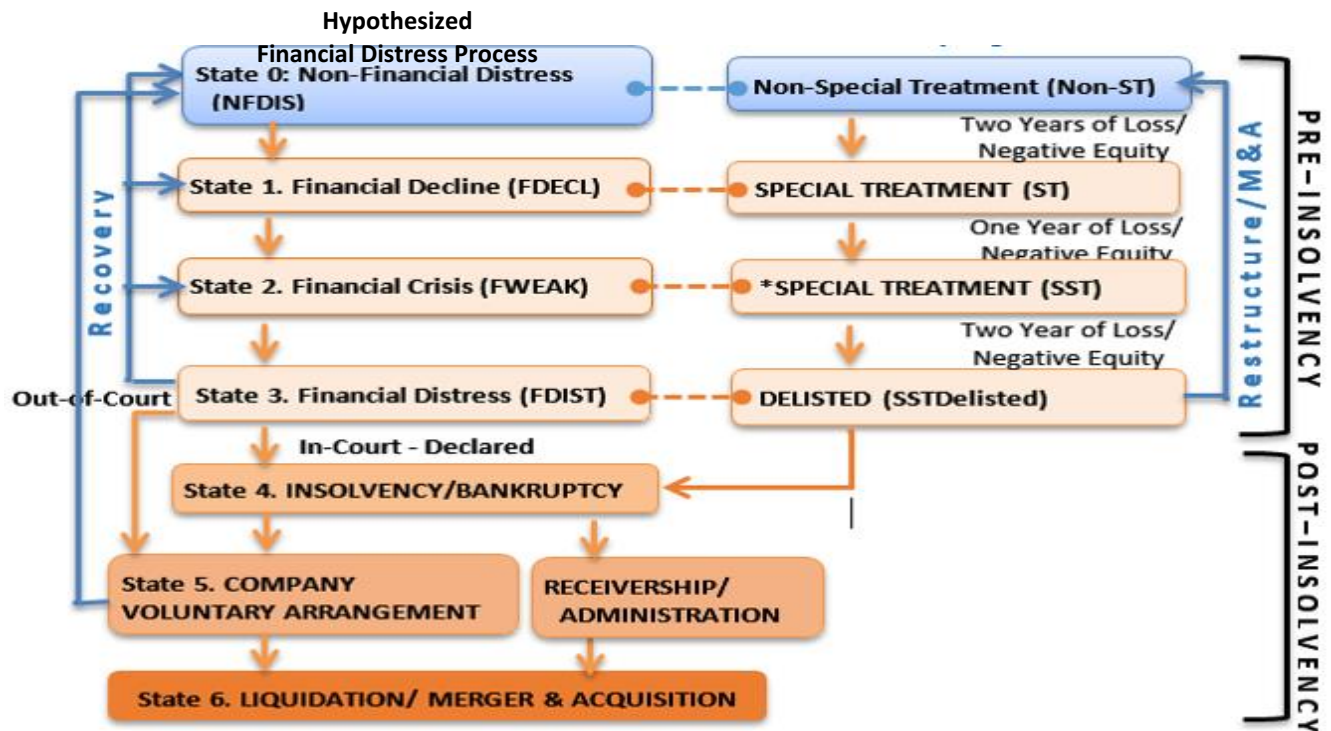 Hypothesized
Financial Distress Process
State 0: Non-Financial Distress
(NFDIS)
Non-Special Treatment (Non-ST)
Two Years of Loss/
Negative Equity
State 1. Financial Decline (FDECL)
SPECIAL TREATMENT (ST)
One Year of Loss/
Negative Equity
State 2. Financial Crisis (FWEAK)
*SPECIAL TREATMENT (SST)
Two Year of Loss/
Negative Equity
State 3. Financial Distress (FDIST)
DELISTED (SSTDelisted)
Out-of-Court
In-Court - Declared
State 4. INSOLVENCY/BANKRUPTCY
State 5. COMPANY
VOLUNTARY ARRANGEMENT
RECEIVERSHIP/
ADMINISTRATION
State 6. LIQUIDATION/ MERGER & ACQUISITION
Recovery
Restructure/M&A
PRE-INSOLVENCY
POST-INSOLVENCY